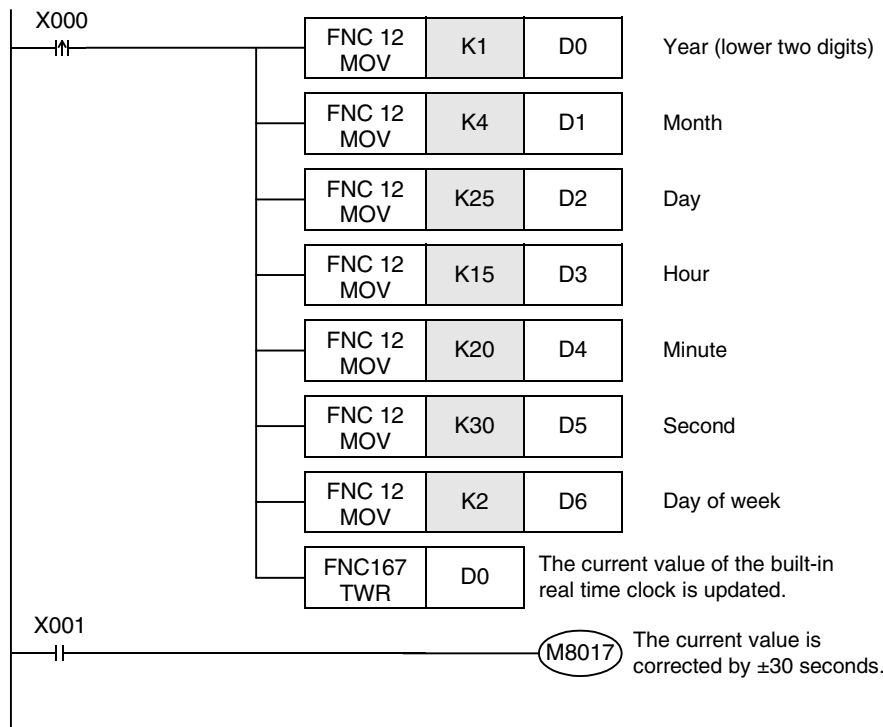 X000
FNC 12
MOV
K1
D0
Year (lower two digits)
FNC 12
MOV
K4
D1
Month
FNC 12
MOV
K25
D2
Day
FNC 12
MOV
K15
D3
Hour
FNC 12
MOV
K20
D4
Minute
FNC 12
MOV
K30
D5
Second
FNC 12
MOV
K2
D6
Day of week
FNC167
TWR
D0
The current value of the built-in
real time clock is updated.
X001
M8017
The current value is
corrected by ±30 seconds.